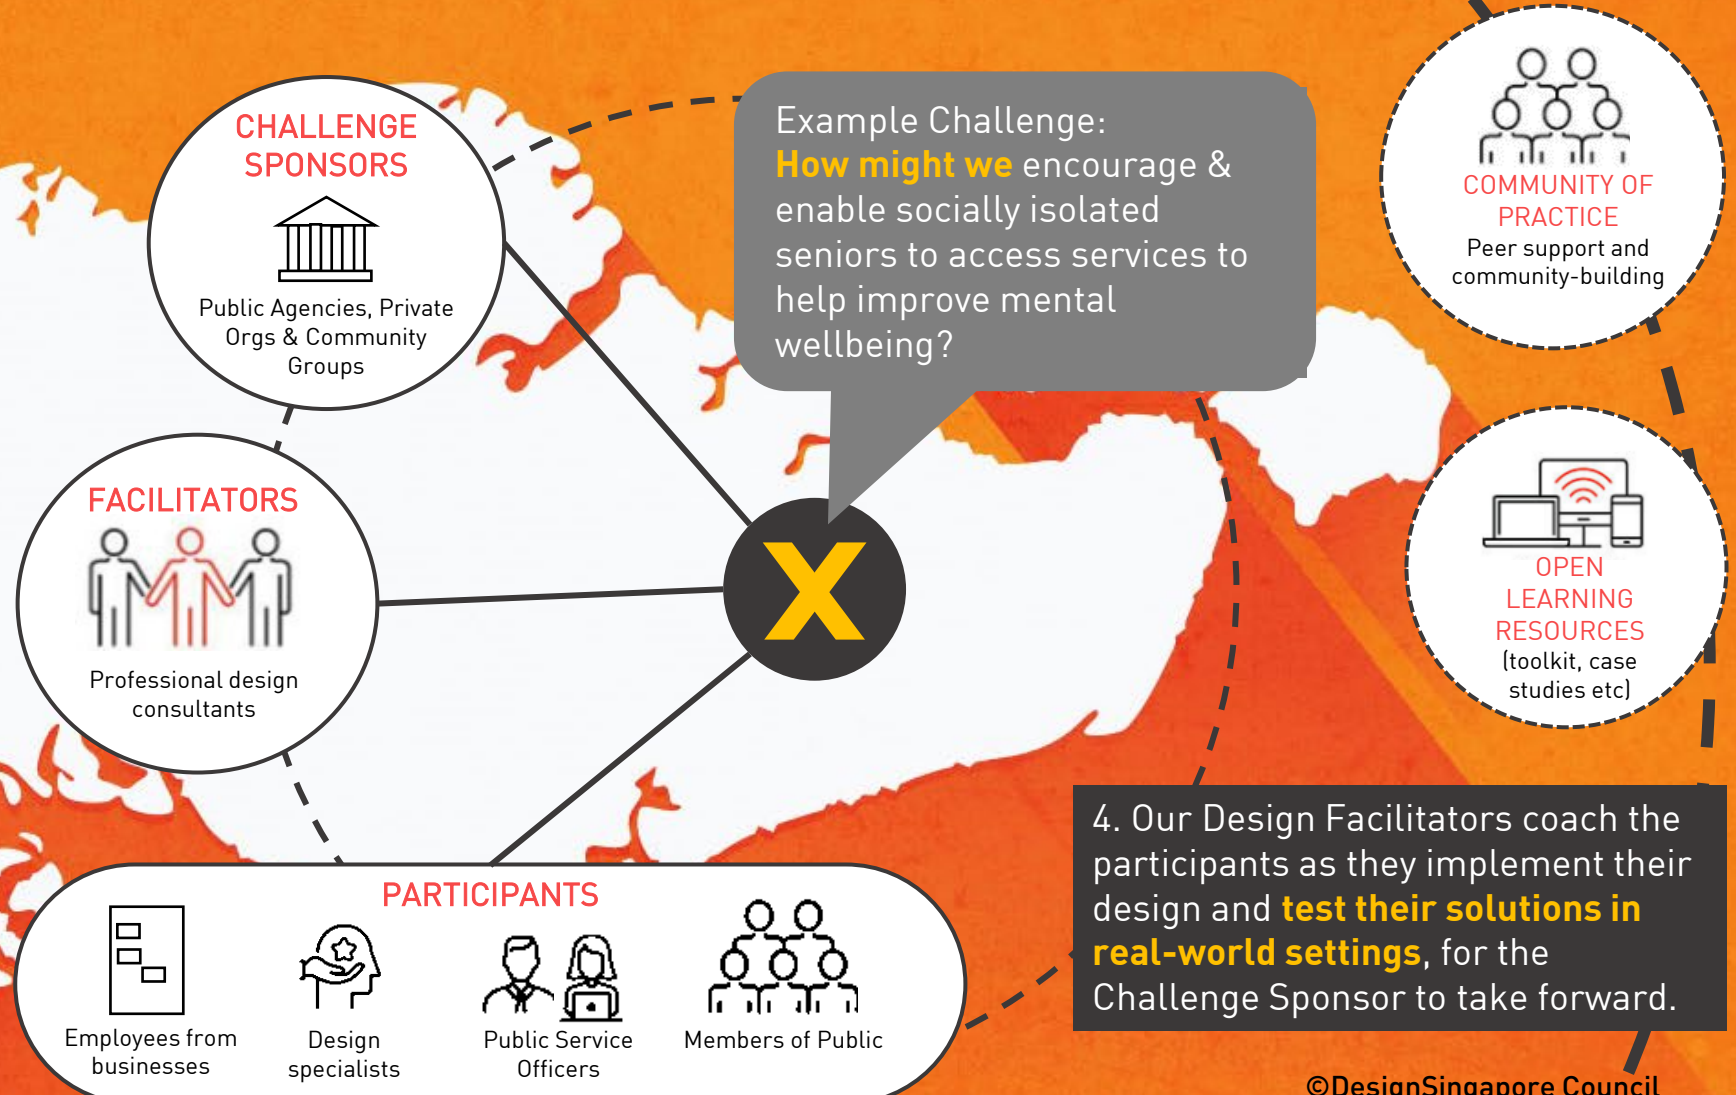 CHALLENGE
SPONSORS
Public Agencies, Private
Orgs & Community
Groups
Example Challenge:
How might we encourage &
enable socially isolated
seniors to access services to
help improve mental
wellbeing?
COMMUNITY OF
PRACTICE
Peer support and
community-building
FACILITATORS
Professional design
consultants
X
OPEN
LEARNING
RESOURCES
(toolkit, case
studies etc)
PARTICIPANTS
Employees from
businesses
Design
specialists
Public Service
Officers
Members of Public
4. Our Design Facilitators coach the
participants as they implement their
design and test their solutions in
real-world settings, for the
Challenge Sponsor to take forward.
©DesignSingapore Council